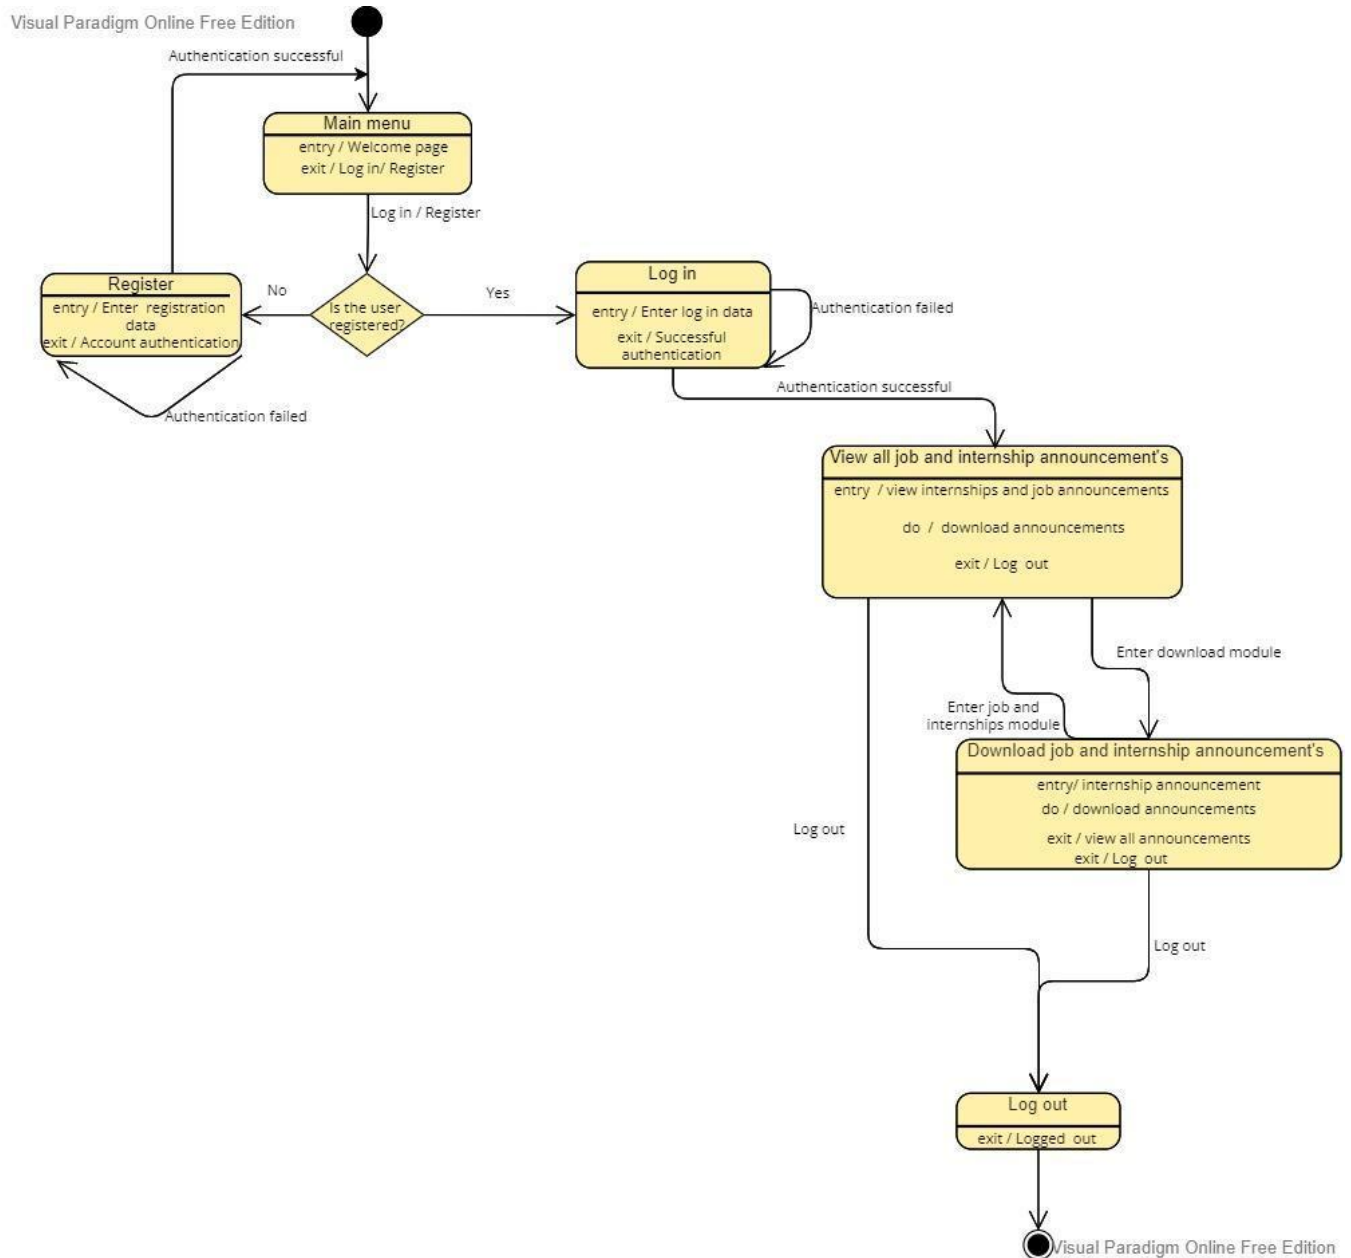 Visual Paradigm Online Free Edition
Authentication successful
Main menu
entry / Welcome page
exit / Log in/ Register
Log in / Register
Register
entry / Enter  registration
data
exit / Account authentication
No
Is the user
registered?
Yes
Log in
entry / Enter log in data
exit / Successful
authentication
Authentication failed
Authentication failed
Authentication successful
View all job and internship announcement's
entry  / view internships and job announcements
do  /  download announcements
exit / Log  out
Enter download module
Enter job and
internships module
Download job and internship announcement's
entry/ internship announcement
do / download announcements
exit / view all announcements
exit / Log  out
Log out
Log out
Log out
exit / Logged  out
Visual Paradigm Online Free Edition